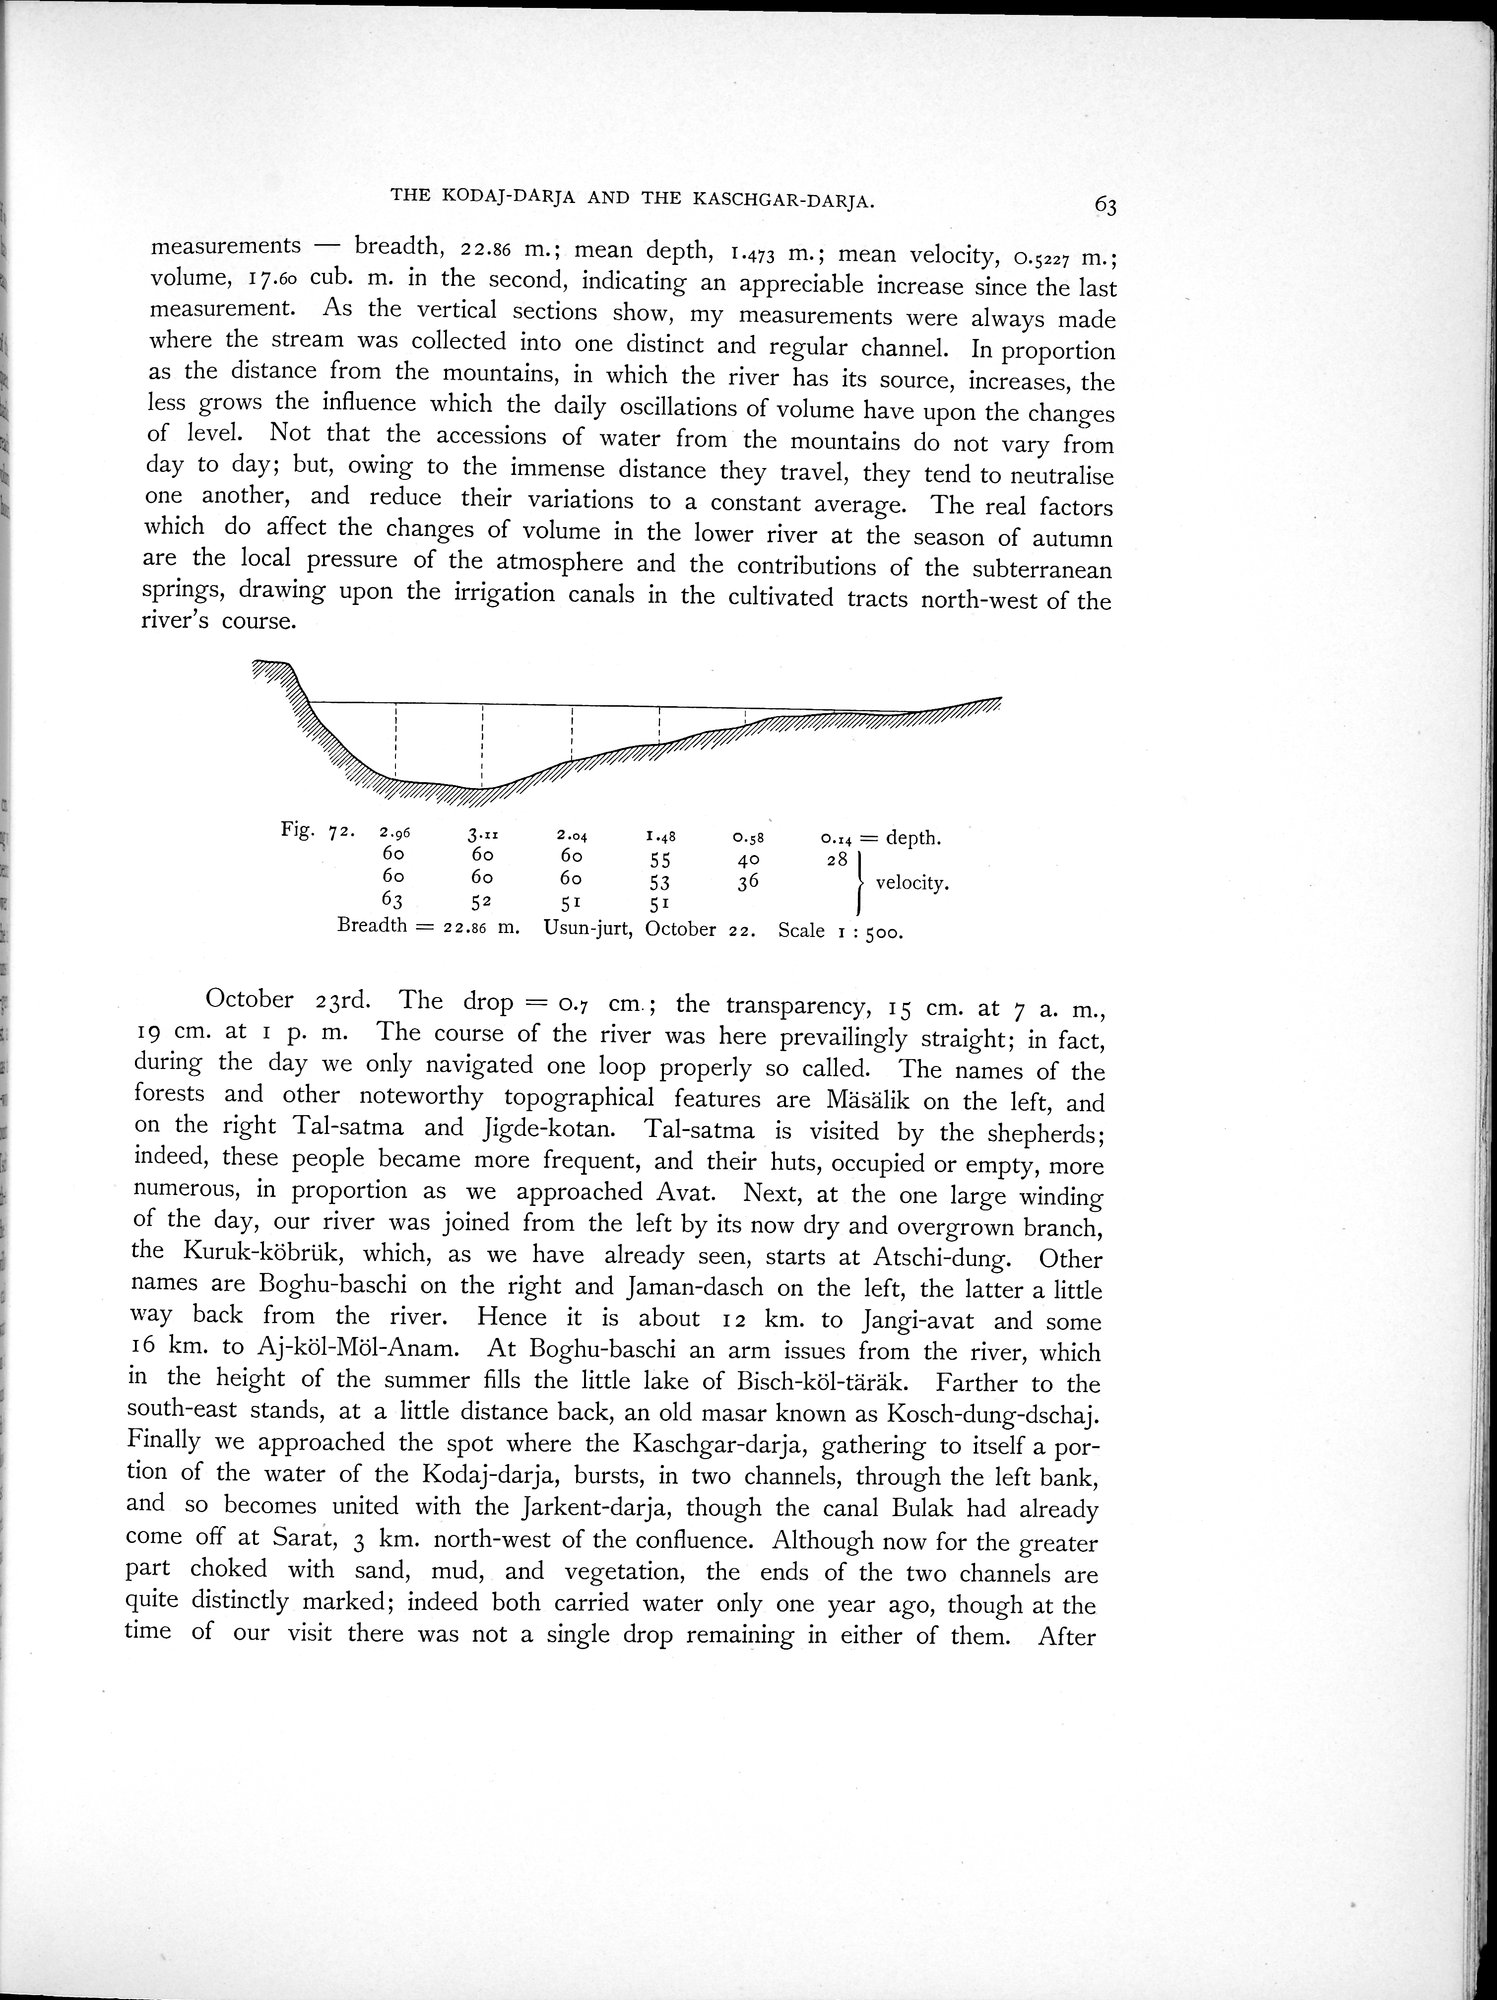 THE KODAJ-DARJA AND THE KASCHGAR-DARJA. 63
measurements — breadth, 22.86 m.; mean depth, 1.473 m.; mean velocity, 0.5227 m.;
volume, 17.60 cub. m. in the second, indicating an appreciable increase since the last
measurement. As the vertical sections show, my measurements were always made
where the stream was collected into one distinct and regular channel. In proportion
as the distance from the mountains, in which the river has its source, increases, the
less grows the influence which the daily oscillations of volume have upon the changes
of level. Not that the accessions of water from the mountains do not vary from
day to day; but, owing to the immense distance they travel, they tend to neutralise
one another, and reduce their variations to a constant average. The real factors
which do affect the changes of volume in the lower river at the season of autumn
are the local pressure of the atmosphere and the contributions of the subterranean
springs, drawing upon the irrigation canals in the cultivated tracts north-west of the
river's course.
Fig. 72. 2.96 3.11 2.04 1.48 0.58 0.14 = depth.
60 60 60 55 40 28
60 60 60 53 36 velocity.
63 52 51 51
Breadth = 22.86 m. Usun-jurt, October 22. Scale 1 : 500.
October 23rd. The drop = 0.7 cm.; the transparency, 15 cm. at 7 a. m.,
19 cm. at 1 p. m. The course of the river was here prevailingly straight; in fact,
during the day we only navigated one loop properly so called. The names of the
forests and other noteworthy topographical features are Mäsälik on the left, and
on the right Tal-satma and Jigde-kotan. Tal-satma is visited by the shepherds;
indeed, these people became more frequent, and their huts, occupied or empty, more
numerous, in proportion as we approached Avat. Next, at the one large winding
of the day, our river was joined from the left by its now dry and overgrown branch,
the Kuruk-köbrük, which, as we have already seen, starts at Atschi-dung. Other
names are Boghu-baschi on the right and Jaman-dasch on the left, the latter a little
way back from the river. Hence it is about 12 km. to Jangi-avat and some
16 km. to Aj-köl-Möl-Anam. At Boghu-baschi an arm issues from the river, which
in the height of the summer fills the little lake of Bisch-köl-täräk. Farther to the
south-east stands, at a little distance back, an old masar known as Kosch-dung-dschaj.
Finally we approached the spot where the Kaschgar-darja, gathering to itself a por-
tion of the water of the Kodaj-darja, bursts, in two channels, through the left bank,
and so becomes united with the Jarkent-darja, though the canal Bulak had already
come off at Sarat, 3 km. north-west of the confluence. Although now for the greater
part choked with sand, mud, and vegetation, the ends of the two channels are
quite distinctly marked; indeed both carried water only one year ago, though at the
time of our visit there was not a single drop remaining in either of them. After